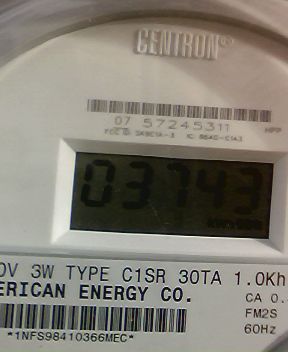 CENTRON®
07 57245311
HPP
03743
0V 3W TYPE C1SR 30TA 1.0Kh
ERICAN ENERGY CO.
CA 0.
FM2S
60Hz
*1NFS98410366MEC*